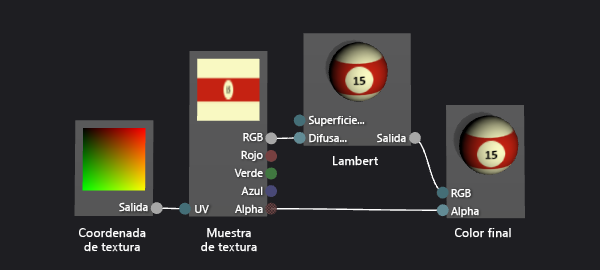 Salida
Coordenada
de textura
RGB
Rojo
Verde
Azul
UV
Alpha
Muestra
de textura
15
Superficie...
Difusa...
Salida
Lambert
15
RGB
Alpha
Color final